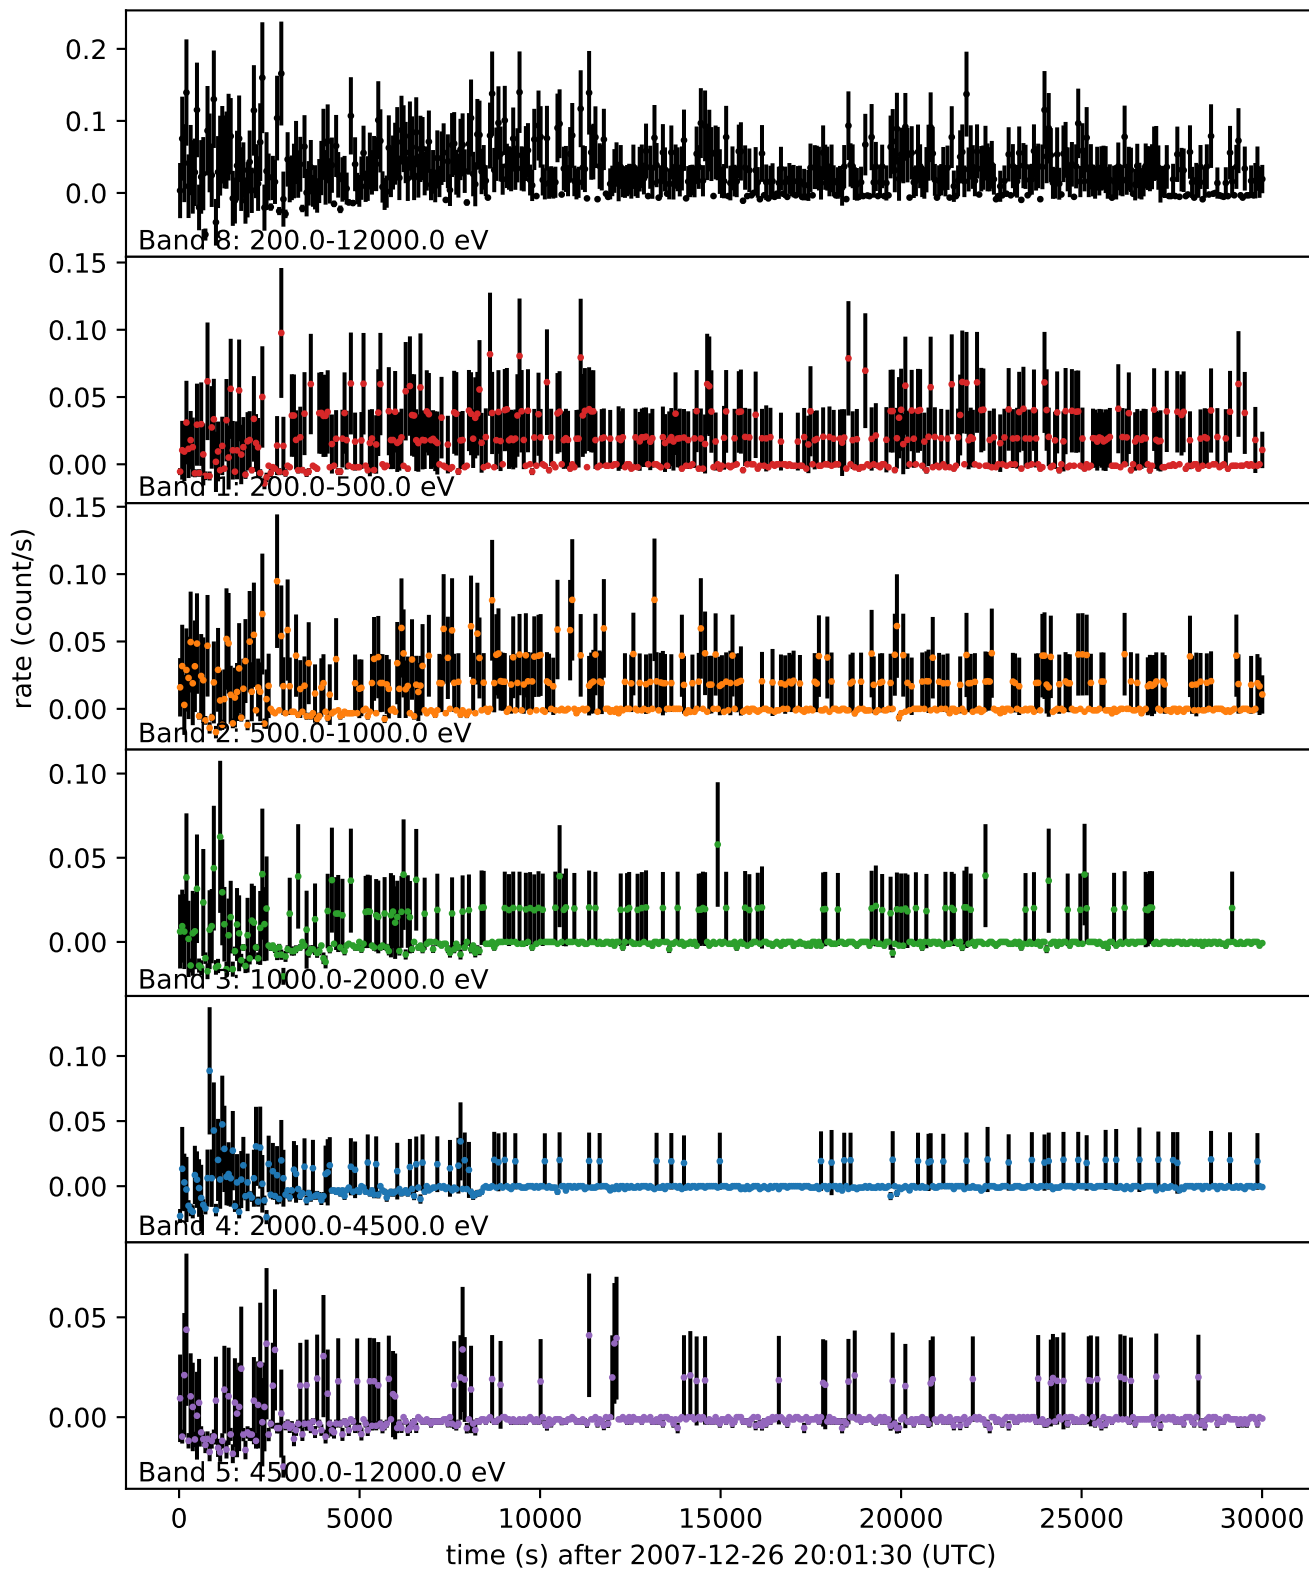 0.2
0.1
0.0
Band 8: 200.0-12000.0 eV
0.15
0.10
0.05
0.00
Band 1: 200.0-500.0 eV
0.15
0.10
0.05
0.00
Band 2: 500.0-1000.0 eV
rate (count/s)
0.10
0.05
0.00
Band 3: 1000.0-2000.0 eV
0.10
0.05
0.00
Band 4: 2000.0-4500.0 eV
0.05
0.00
Band 5: 4500.0-12000.0 eV
0 5000 10000 15000 20000 25000 30000
time (s) after 2007-12-26 20:01:30 (UTC)